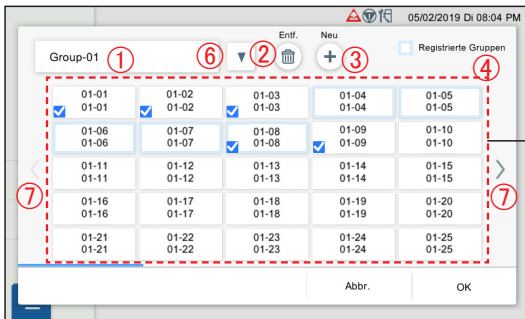 05/02/2019 Di 08:04 PM
Entf. Neu
Group-01 ① ⑥ ▼ ② + ③ Registrierte Gruppen
④
01-01 01-02 01-03 01-04 01-05
01-01 01-02 01-03 01-04 01-05
01-06 01-07 01-08 01-09 01-10
01-06 01-07 01-08 01-09 01-10
01-11 01-12 01-13 01-14 01-15
01-11 01-12 01-13 01-14 01-15
⑦ ⑦
01-16 01-17 01-18 01-19 01-20
01-16 01-17 01-18 01-19 01-20
01-21 01-22 01-23 01-24 01-25
01-21 01-22 01-23 01-24 01-25
Abbr. OK